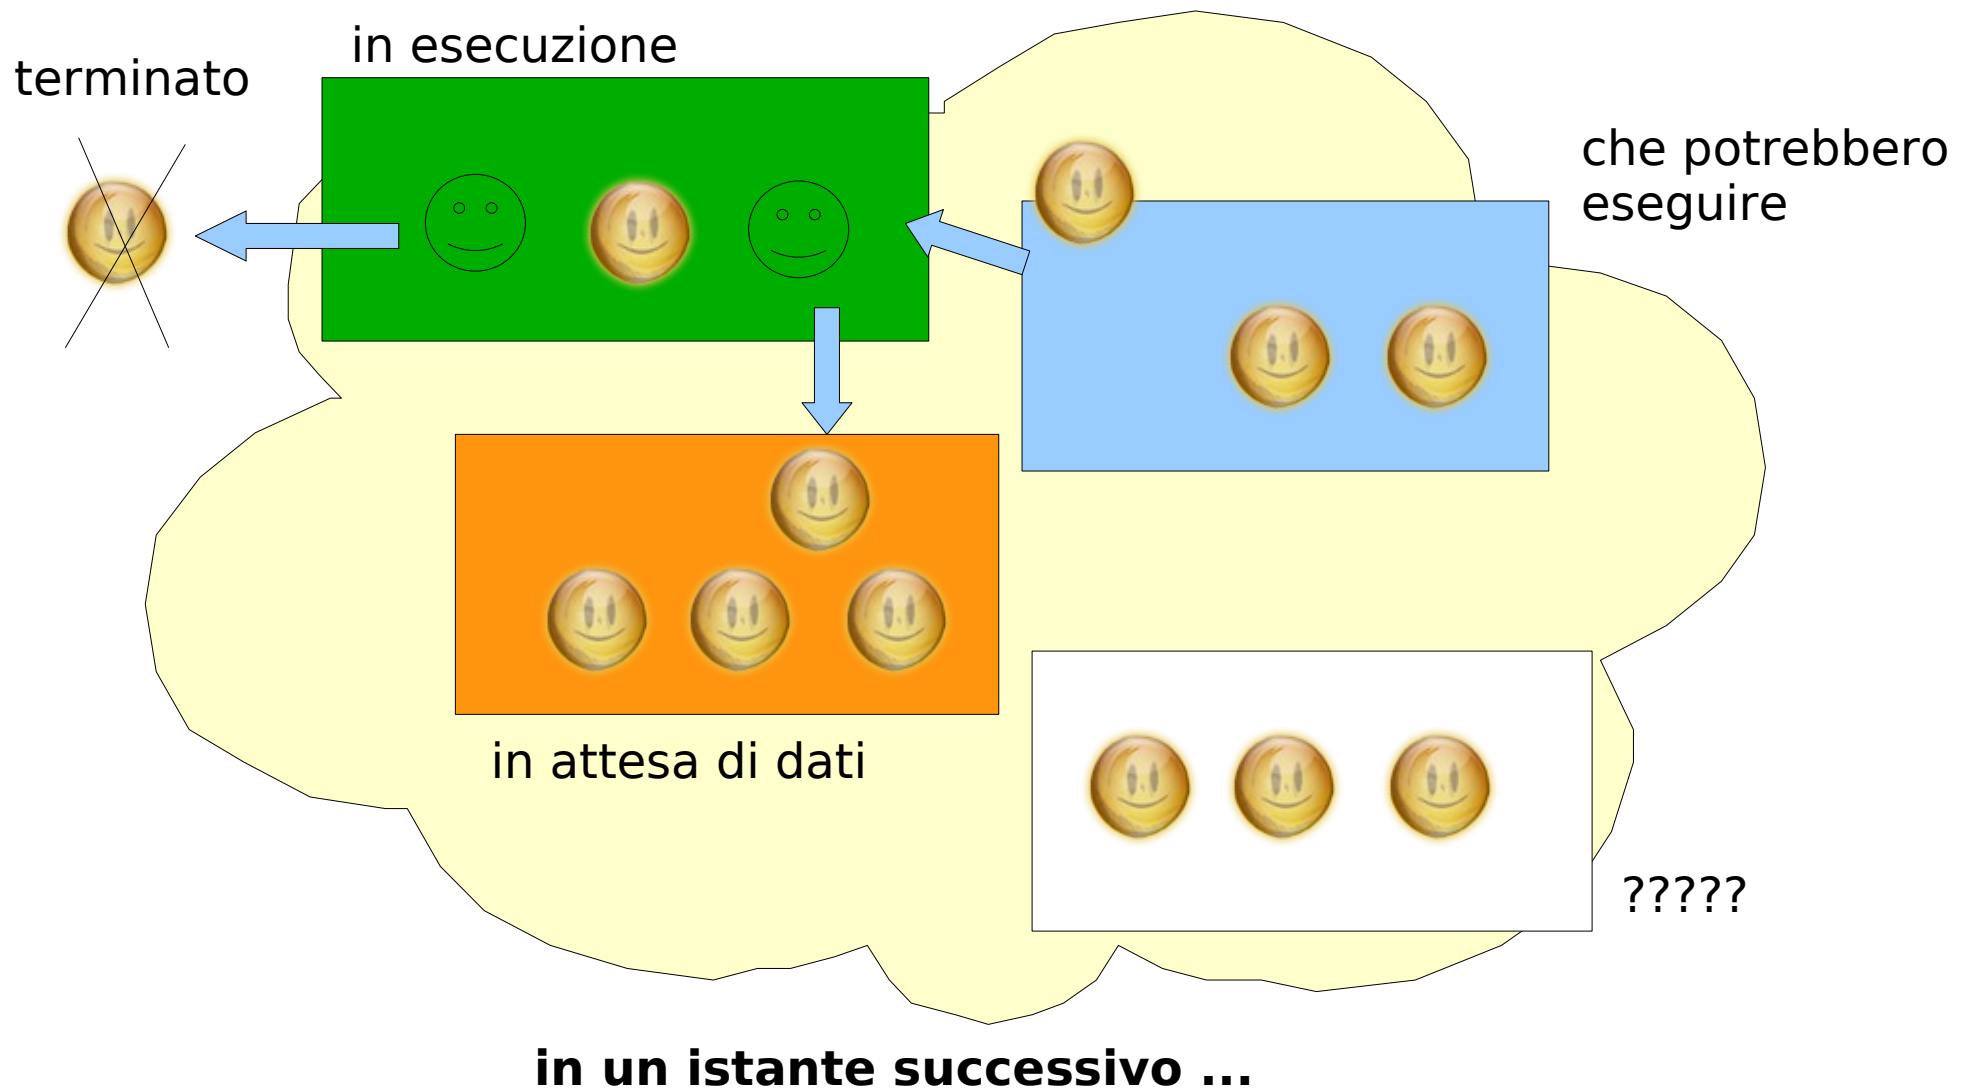 in esecuzione
terminato
che potrebbero
eseguire
in attesa di dati
?????
in un istante successivo ...